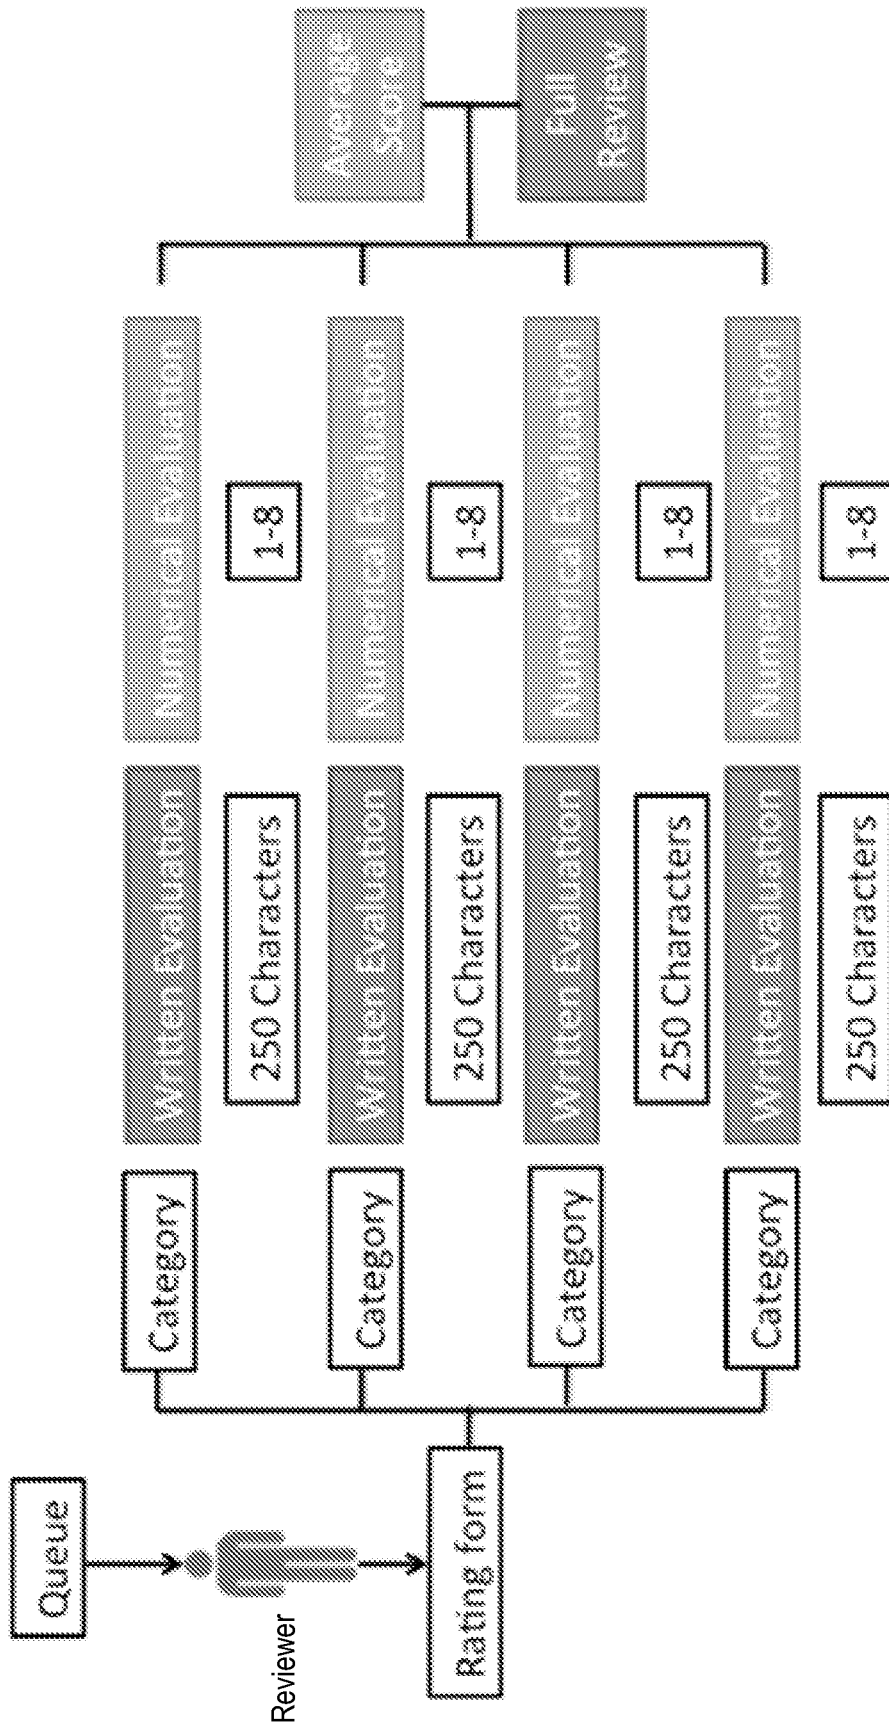 Queue
Reviewer
Rating form
Category
Written Evaluation
Numerical Evaluation
250 Characters
1-8
Category
Written Evaluation
Numerical Evaluation
250 Characters
1-8
Category
Written Evaluation
Numerical Evaluation
250 Characters
1-8
Category
Written Evaluation
Numerical Evaluation
250 Characters
1-8
Average
Score
Full
Review